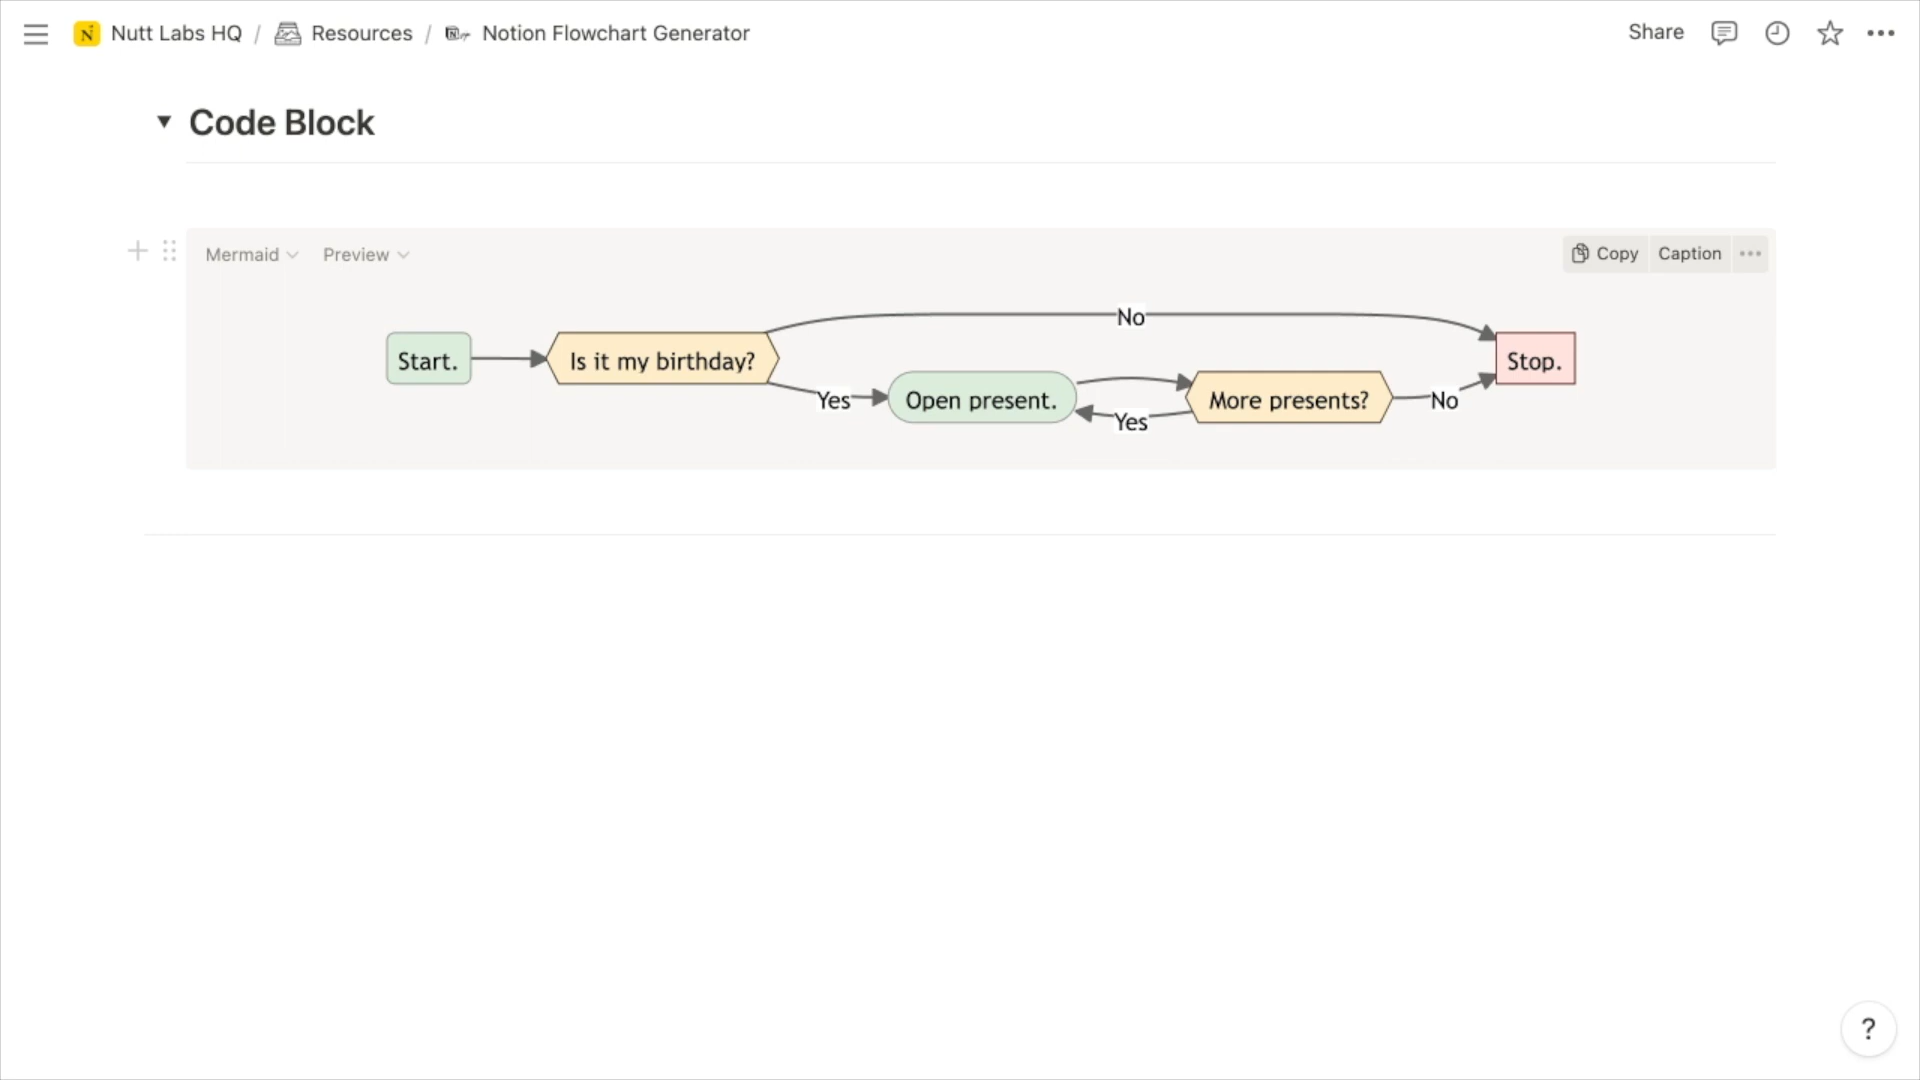 Nutt Labs HQ / Resources / Notion Flowchart Generator
Share
Code Block
Mermaid
Preview
Copy
Caption
No
Start.
Is it my birthday?
Stop.
Yes
Open present.
More presents?
No
Yes
?